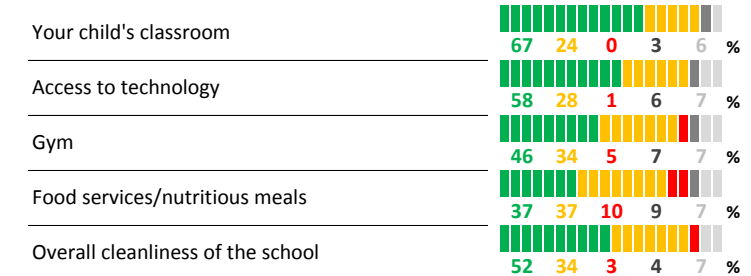 Your child's classroom
67 24 0 3 6 %
Access to technology
58 28 1 6 7 %
Gym
46 34 5 7 7 %
Food services/nutritious meals
37 37 10 9 7 %
Overall cleanliness of the school
52 34 3 4 7 %